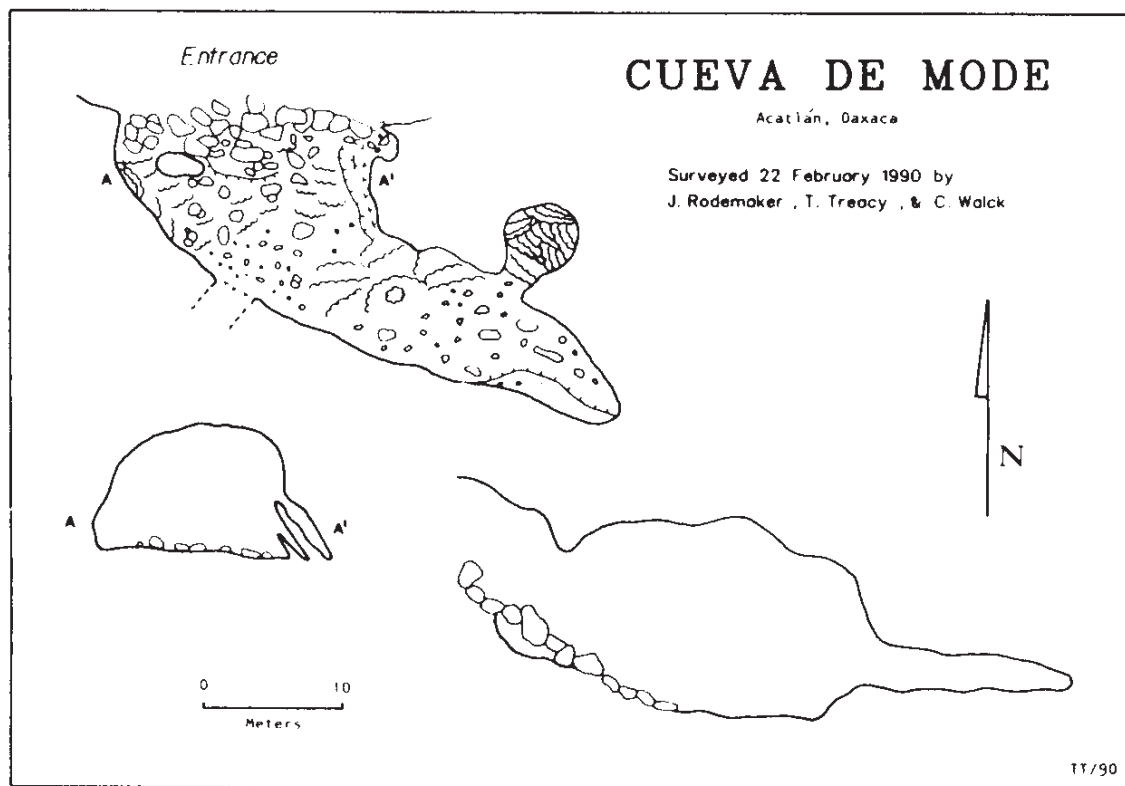 Entrance
CUEVA DE MODE
Acatlán, Oaxaca
Surveyed 22 February 1990 by
J. Rodemaker, T. Treacy, & C. Walck
A
A'
N
A
A'
0 10
Meters
TT/90